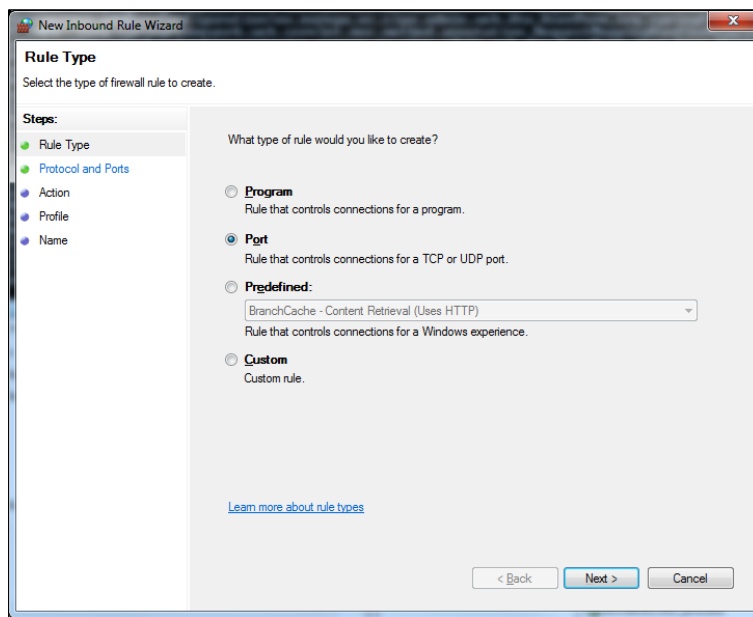 New Inbound Rule Wizard
Rule Type
Select the type of firewall rule to create.
Steps:
Rule Type
Protocol and Ports
Action
Profile
Name
What type of rule would you like to create?
Program
Rule that controls connections for a program.
Port
Rule that controls connections for a TCP or UDP port.
Predefined:
BranchCache - Content Retrieval (Uses HTTP)
Rule that controls connections for a Windows experience.
Custom
Custom rule.
Learn more about rule types
< Back Next > Cancel